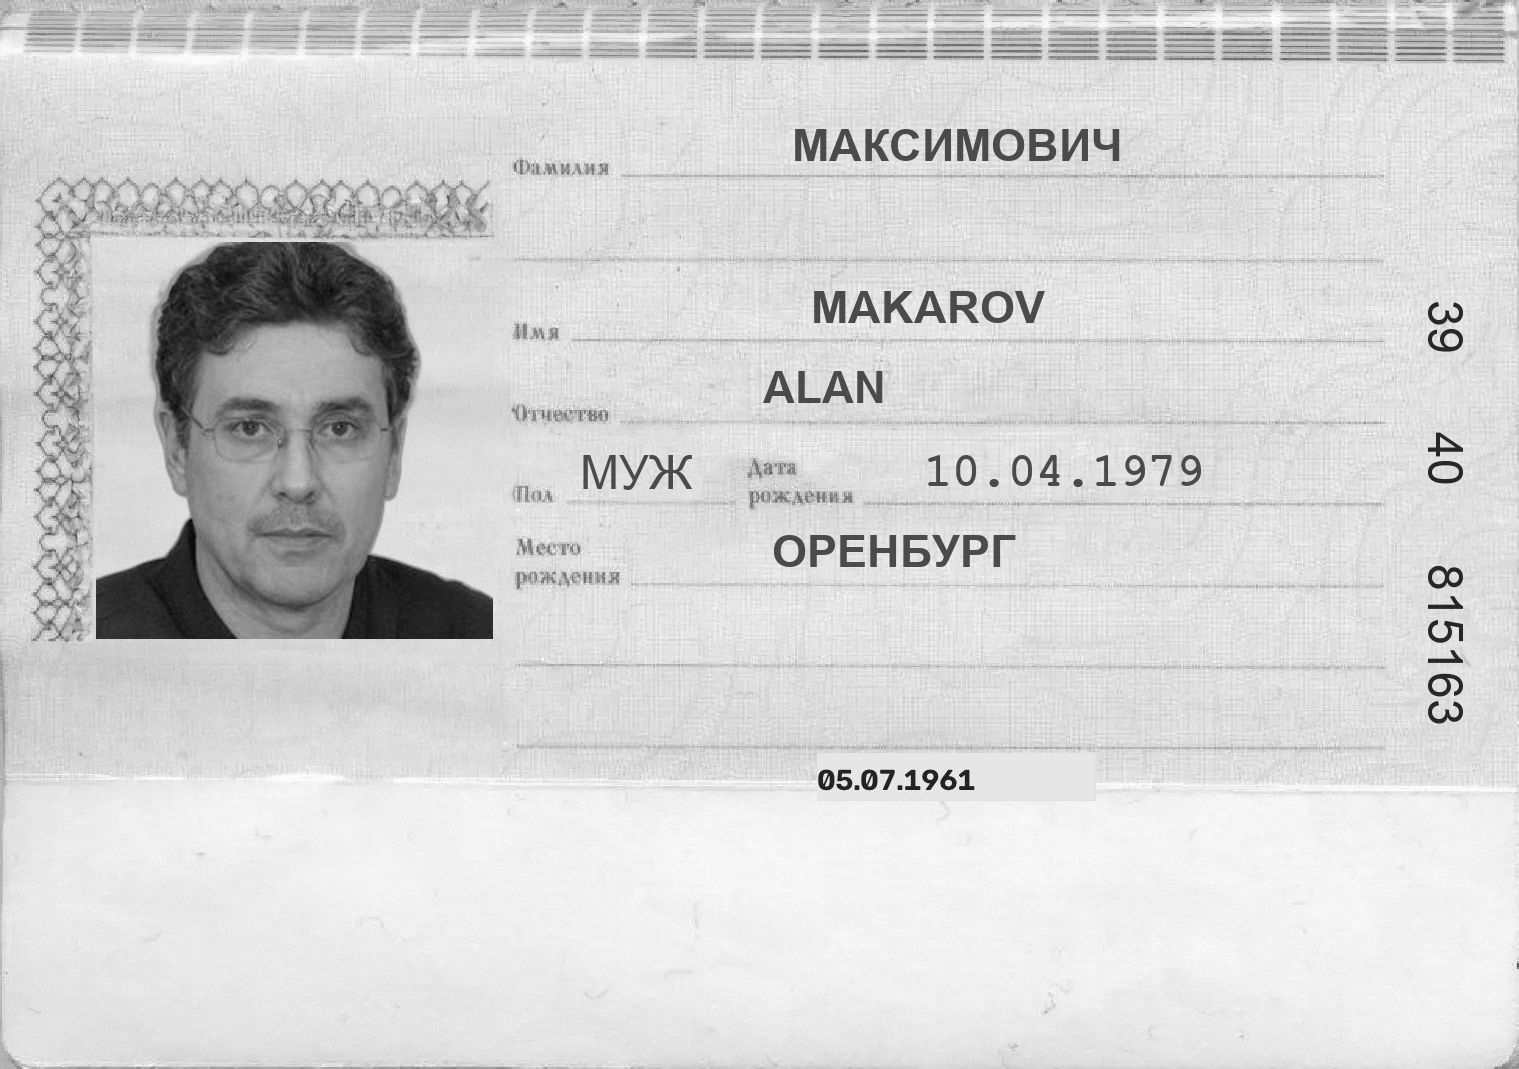 Фамилия МАКСИМОВИЧ
Имя MAKAROV
Отчество ALAN
Пол МУЖ Дата рождения 10.04.1979
Место рождения ОРЕНБУРГ
05.07.1961
39 40 815163